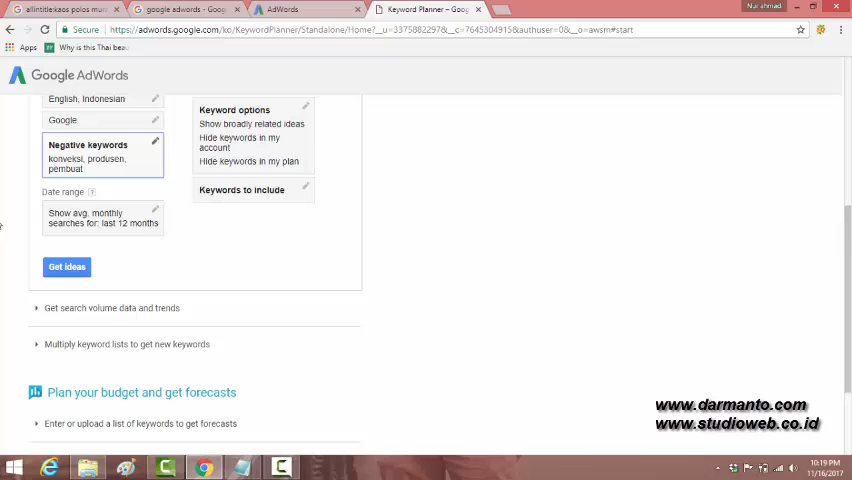 allintitle:kaos polos mu
google adwords - Goog
AdWords
Keyword Planner – Goog
Nur ahmad
Secure
https://adwords.google.com/ko/KeywordPlanner/Standalone/Home?__u=3375882297&__c=7645304915&authuser=0&__o=awsm#start
Apps
Why is this Thai bea
Google AdWords
English, Indonesian
Google
Negative keywords
konveksi, produsen,
pembuat
Date range ?
Show avg. monthly
searches for: last 12 months
Get ideas
Keyword options
Show broadly related ideas
Hide keywords in my
account
Hide keywords in my plan
Keywords to include
Get search volume data and trends
Multiply keyword lists to get new keywords
Plan your budget and get forecasts
Enter or upload a list of keywords to get forecasts
www.darmanto.com
www.studioweb.co.id
10:19 PM
11/16/2017